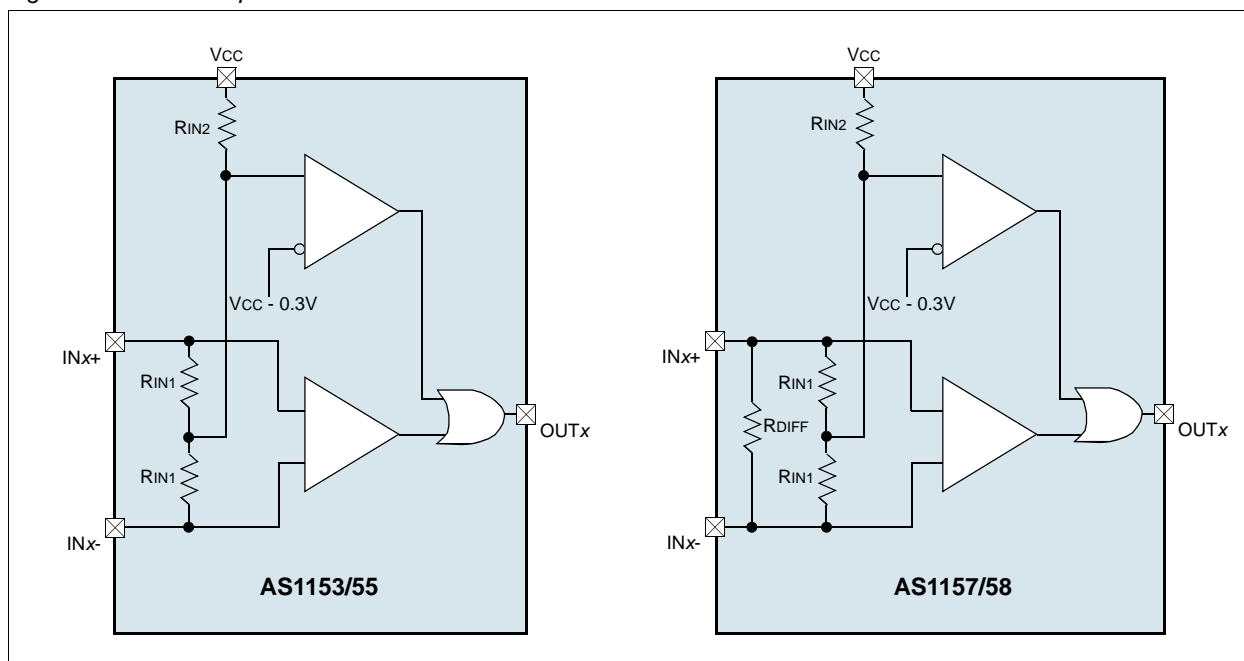 VCC
RIN2
VCC - 0.3V
INx+
RIN1
RIN1
INx-
OUTx
AS1153/55
VCC
RIN2
VCC - 0.3V
INx+
RIN1
RDIFF
RIN1
INx-
OUTx
AS1157/58